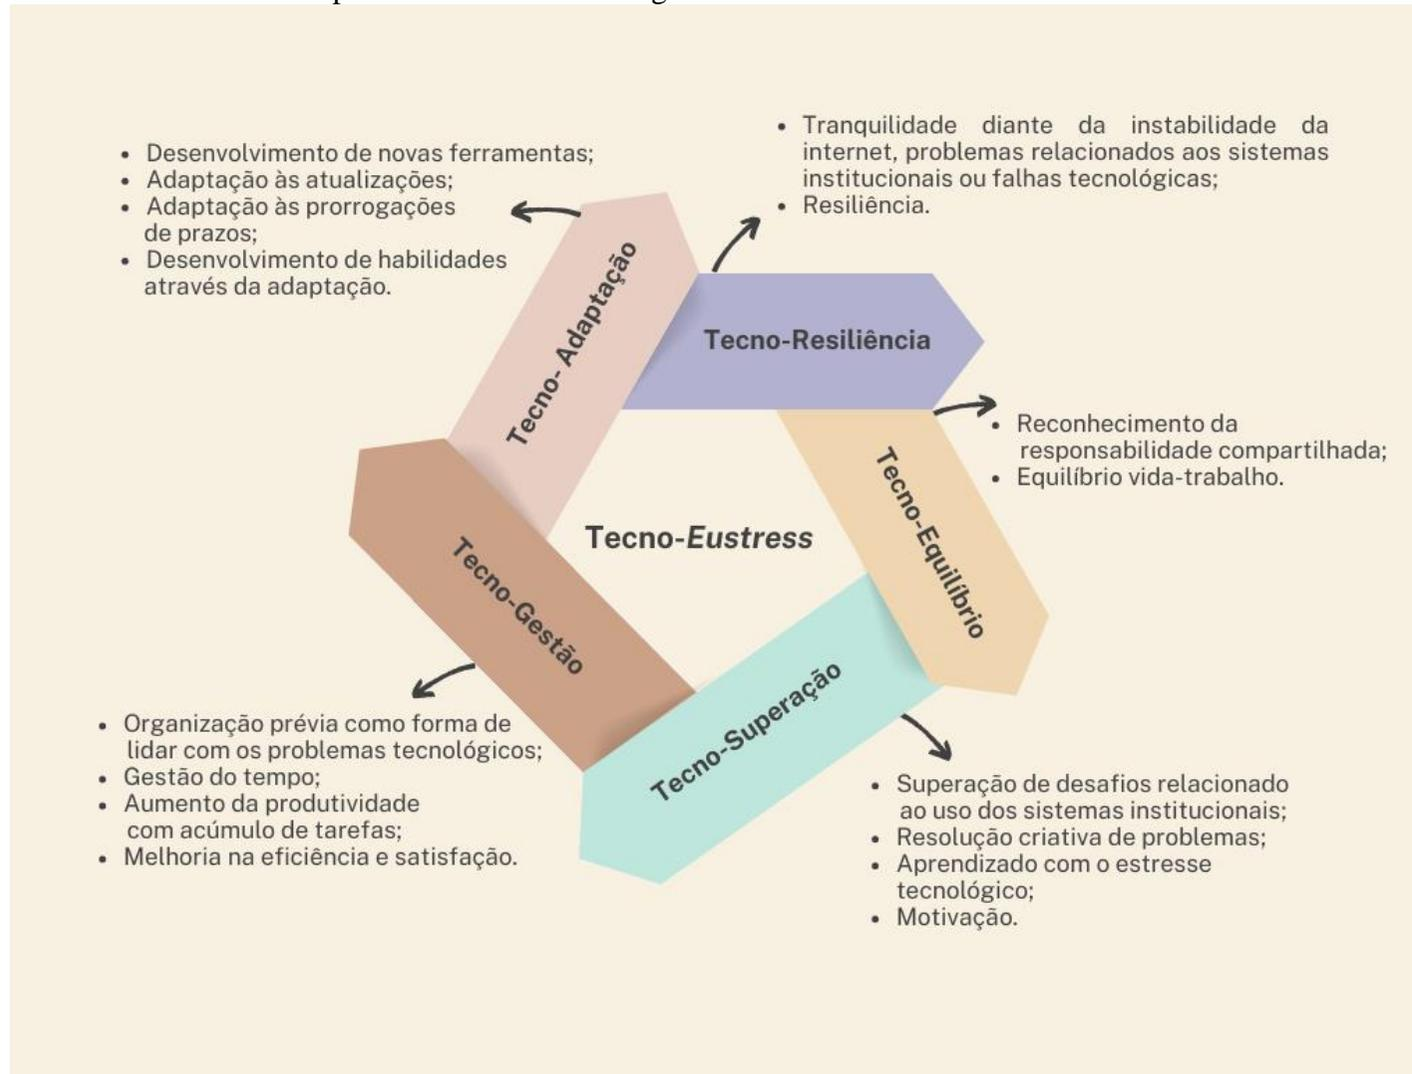 • Desenvolvimento de novas ferramentas;
• Adaptação às atualizações;
• Adaptação às prorrogações
de prazos;
• Desenvolvimento de habilidades
através da adaptação.
• Tranquilidade diante da instabilidade da
internet, problemas relacionados aos sistemas
institucionais ou falhas tecnológicas;
• Resiliência.
Tecno- Adaptação
Tecno-Resiliência
• Reconhecimento da
responsabilidade compartilhada;
• Equilíbrio vida-trabalho.
Tecno-Equilíbrio
Tecno-Eustress
Tecno-Gestão
Tecno-Superação
• Organização prévia como forma de
lidar com os problemas tecnológicos;
• Gestão do tempo;
• Aumento da produtividade
com acúmulo de tarefas;
• Melhoria na eficiência e satisfação.
• Superação de desafios relacionado
ao uso dos sistemas institucionais;
• Resolução criativa de problemas;
• Aprendizado com o estresse
tecnológico;
• Motivação.